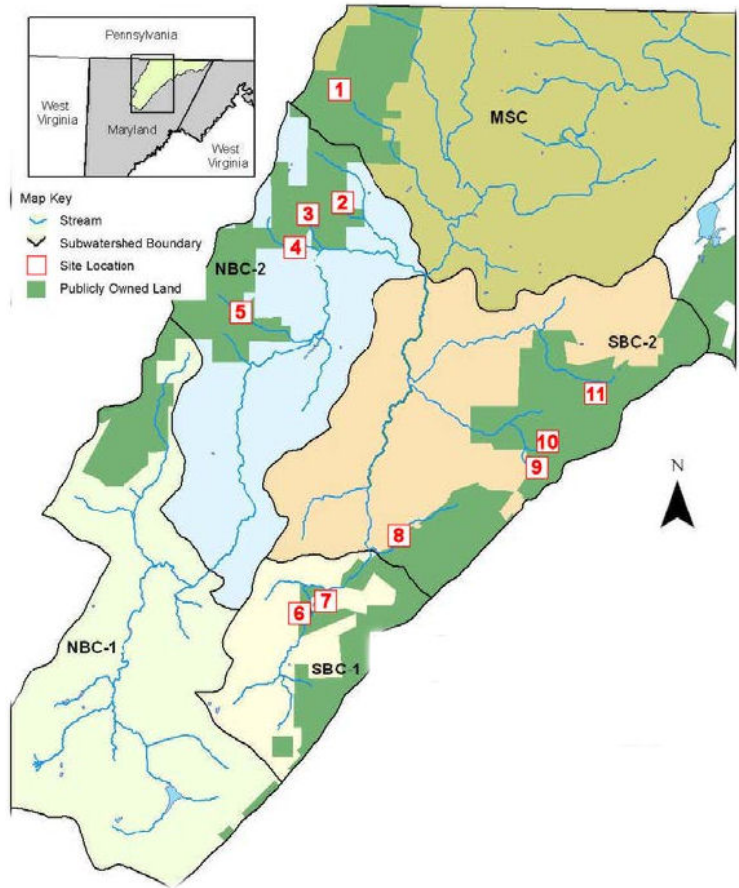 Pennsylvania
West
Virginia
Maryland
West
Virginia
Map Key
Stream
Subwatershed Boundary
Site Location
Publicly Owned Land
1
MSC
2
3
4
NBC-2
5
SBC-2
11
10
9
N
8
7
6
NBC-1
SBC-1